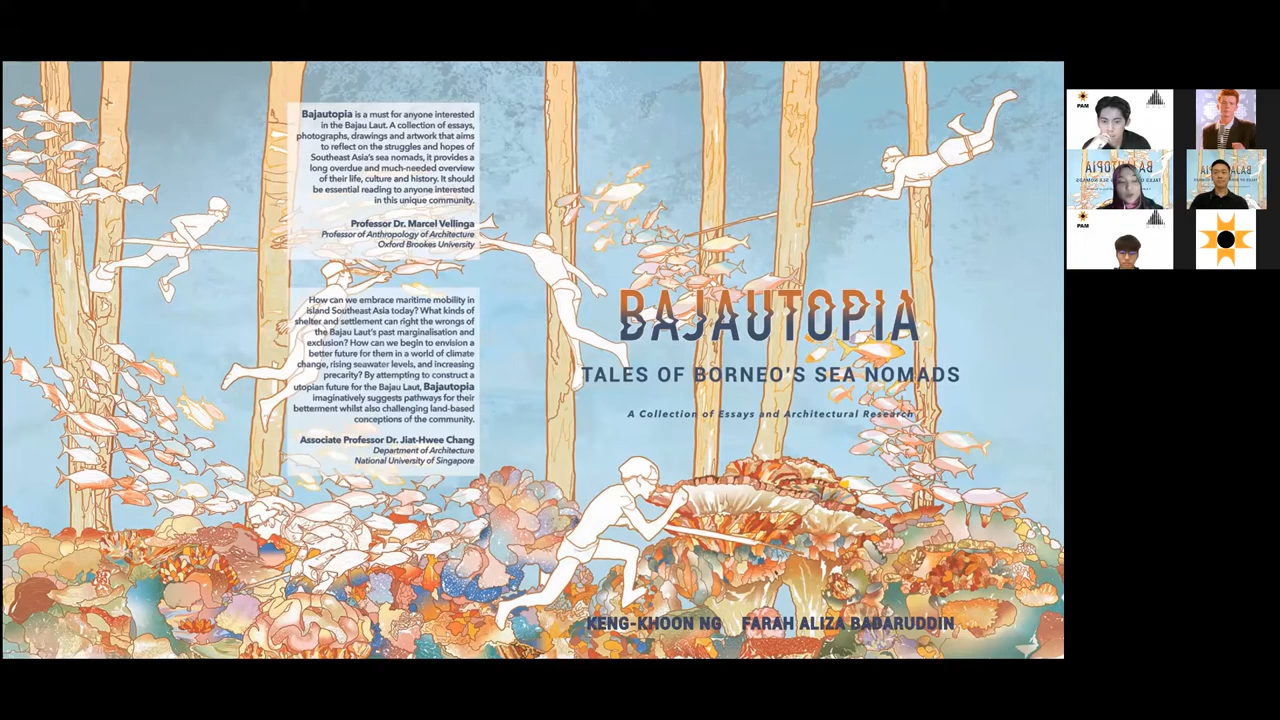 Bajautopia is a must for anyone interested
in the Bajau Laut. A collection of essays,
photographs, drawings and artwork that aims
to reflect on the struggles and hopes of
Southeast Asia's sea nomads, it provides a
long overdue and much-needed overview
of their life, culture and history. It should
be essential reading to anyone interested
in this unique community.
Professor Dr. Marcel Vellinga
Professor of Anthropology of Architecture
Oxford Brookes University
How can we embrace maritime mobility in
island Southeast Asia today? What kinds of
shelter and settlement can right the wrongs of
the Bajau Laut's past marginalisation and
exclusion? How can we begin to envision a
better future for them in a world of climate
change, rising seawater levels, and increasing
precarity? By attempting to construct a
utopian future for the Bajau Laut, Bajautopia
imaginatively suggests pathways for their
betterment whilst also challenging land-based
conceptions of the community.
Associate Professor Dr. Jiat-Hwee Chang
Department of Architecture
National University of Singapore
BAJAUTOPIA
TALES OF BORNEO'S SEA NOMADS
A Collection of Essays and Architectural Research
KENG-KHOON NG FARAH ALIZA BADARUDDIN
PAM
PAM